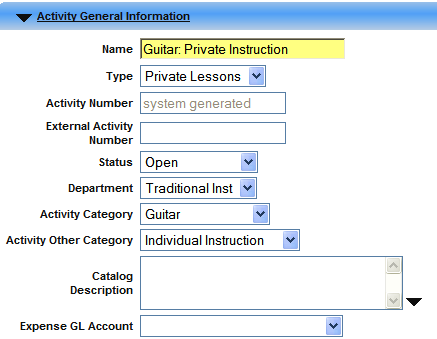 Activity General Information
Name Guitar: Private Instruction
Type Private Lessons
Activity Number system generated
External Activity
Number
Status Open
Department Traditional Inst
Activity Category Guitar
Activity Other Category Individual Instruction
Catalog
Description
Expense GL Account